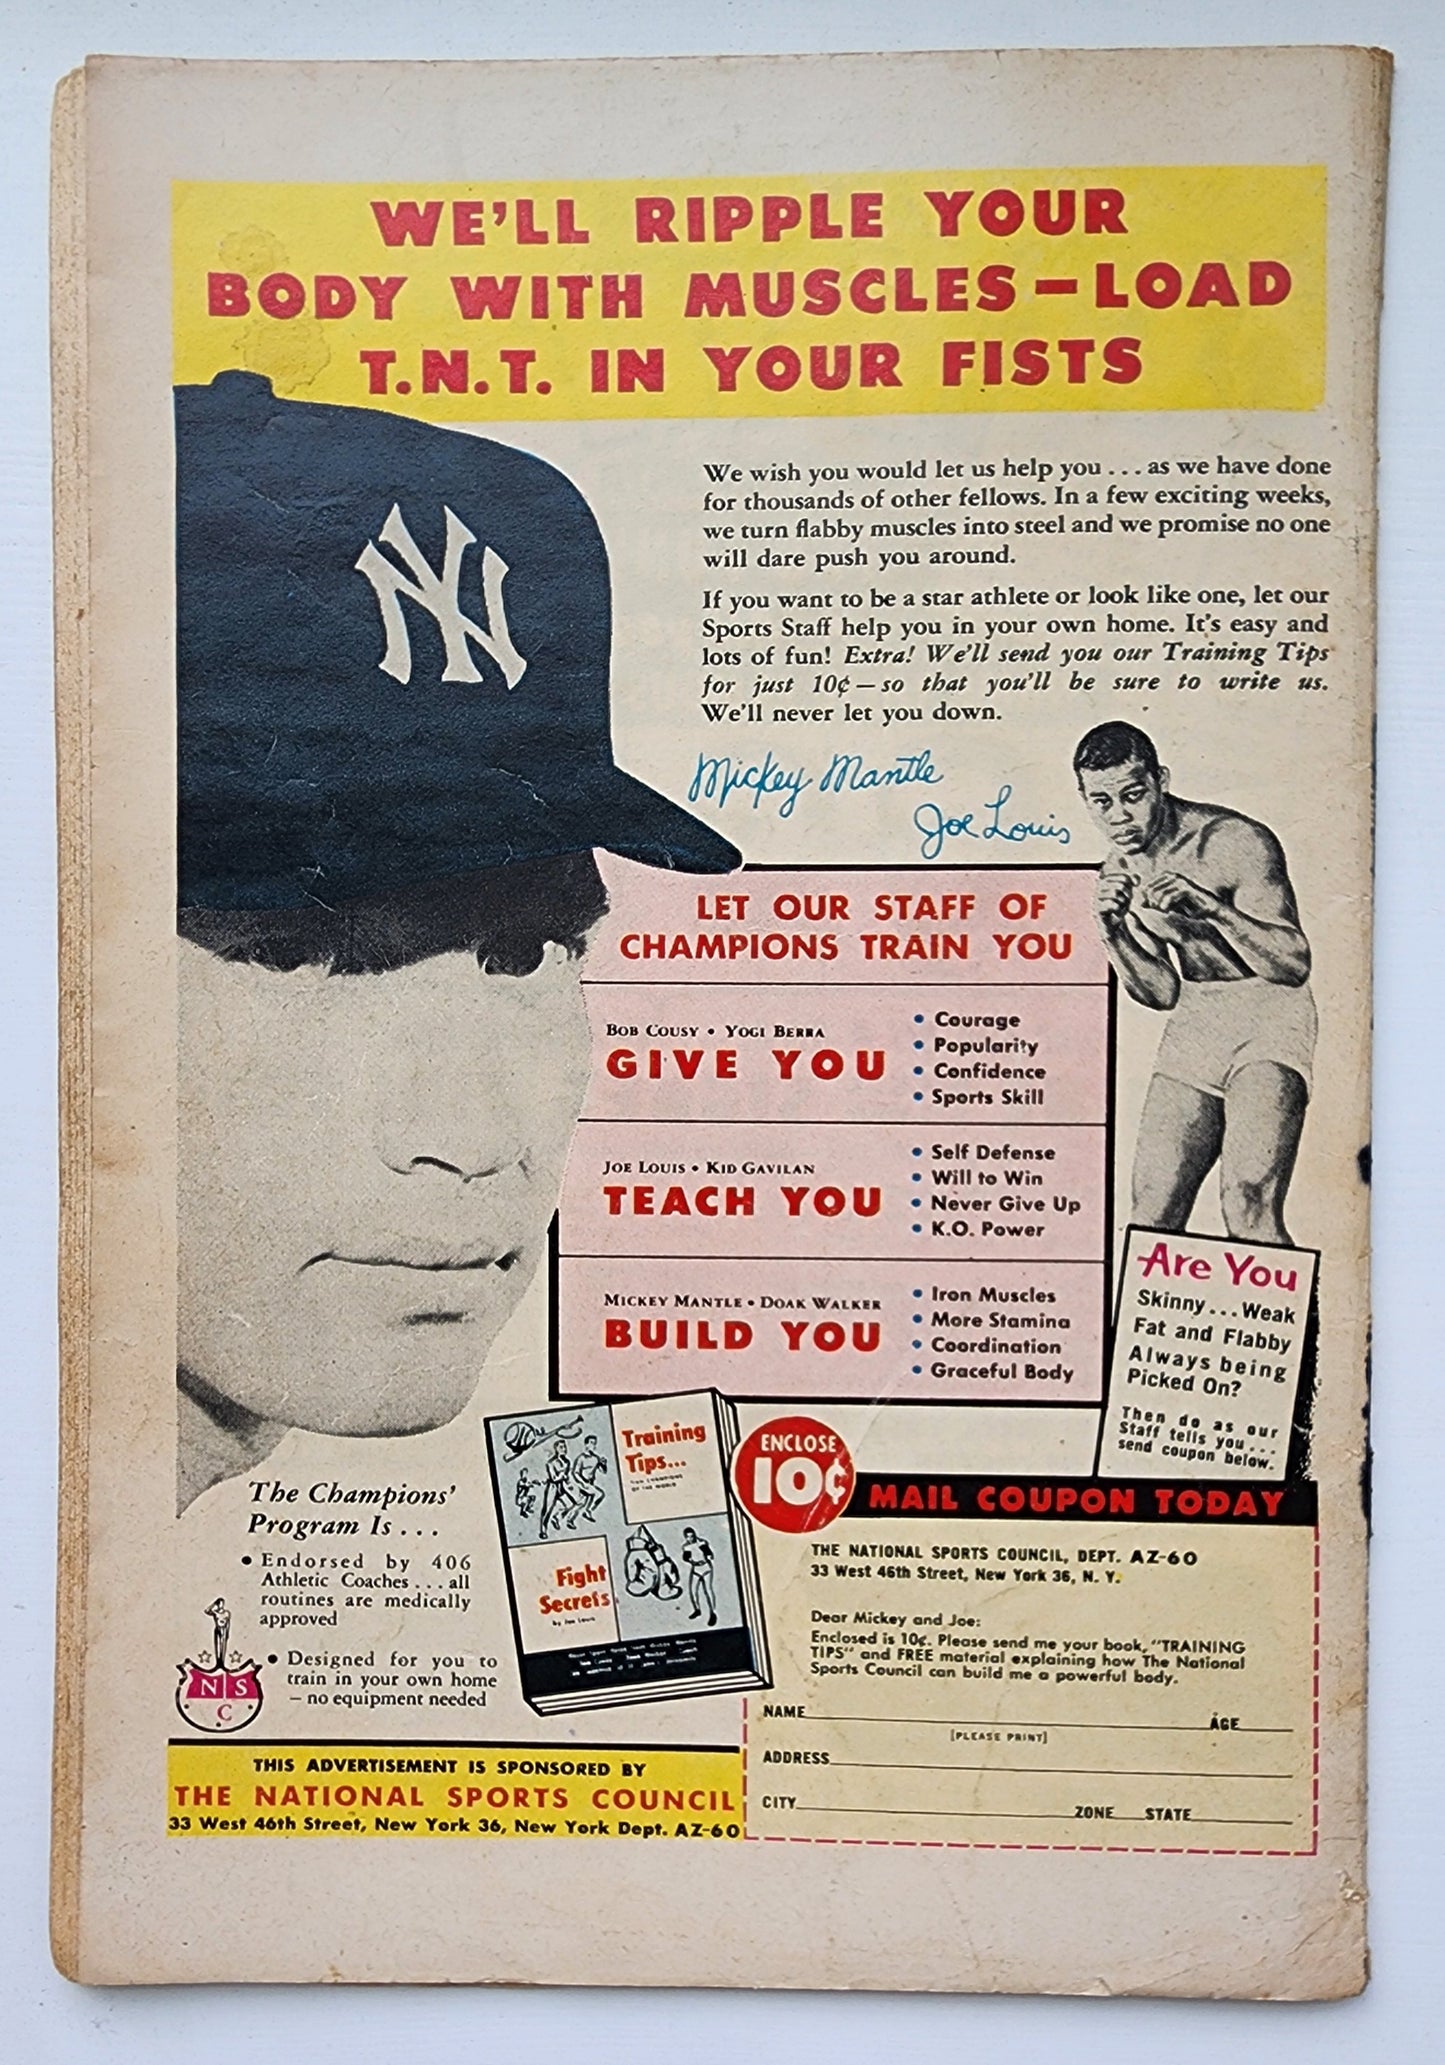 WE'LL RIPPLE YOUR
BODY WITH MUSCLES—LOAD
T.N.T. IN YOUR FISTS
NY
We wish you would let us help you . . . as we have done
for thousands of other fellows. In a few exciting weeks,
we turn flabby muscles into steel and we promise no one
will dare push you around.
If you want to be a star athlete or look like one, let our
Sports Staff help you in your own home. It's easy and
lots of fun! Extra! We'll send you our Training Tips
for just 10¢—so that you'll be sure to write us.
We'll never let you down.
Mickey Mantle
Joe Louis
LET OUR STAFF OF
CHAMPIONS TRAIN YOU
BOB COUSY • YOGI BERRA
GIVE YOU
• Courage
• Popularity
• Confidence
• Sports Skill
JOE LOUIS • KID GAVILAN
TEACH YOU
• Self Defense
• Will to Win
• Never Give Up
• K.O. Power
MICKEY MANTLE • DOAK WALKER
BUILD YOU
• Iron Muscles
• More Stamina
• Coordination
• Graceful Body
Are You
Skinny . . . Weak
Fat and Flabby
Always being
Picked On?
Then do as our
Staff tells you . . .
send coupon below.
The Champions'
Program Is . . .
• Endorsed by 406
Athletic Coaches . . . all
routines are medically
approved
• Designed for you to
train in your own home
– no equipment needed
N S
C
Training
Tips...
FROM CHAMPIONS
OF THE WORLD
Fight
Secrets
by Joe Louis
ENCLOSE
10¢
MAIL COUPON TODAY
THE NATIONAL SPORTS COUNCIL, DEPT. AZ-60
33 West 46th Street, New York 36, N. Y.
Dear Mickey and Joe:
Enclosed is 10¢. Please send me your book, "TRAINING
TIPS" and FREE material explaining how The National
Sports Council can build me a powerful body.
NAME AGE
[PLEASE PRINT]
ADDRESS
CITY ZONE STATE
THIS ADVERTISEMENT IS SPONSORED BY
THE NATIONAL SPORTS COUNCIL
33 West 46th Street, New York 36, New York Dept. AZ-60